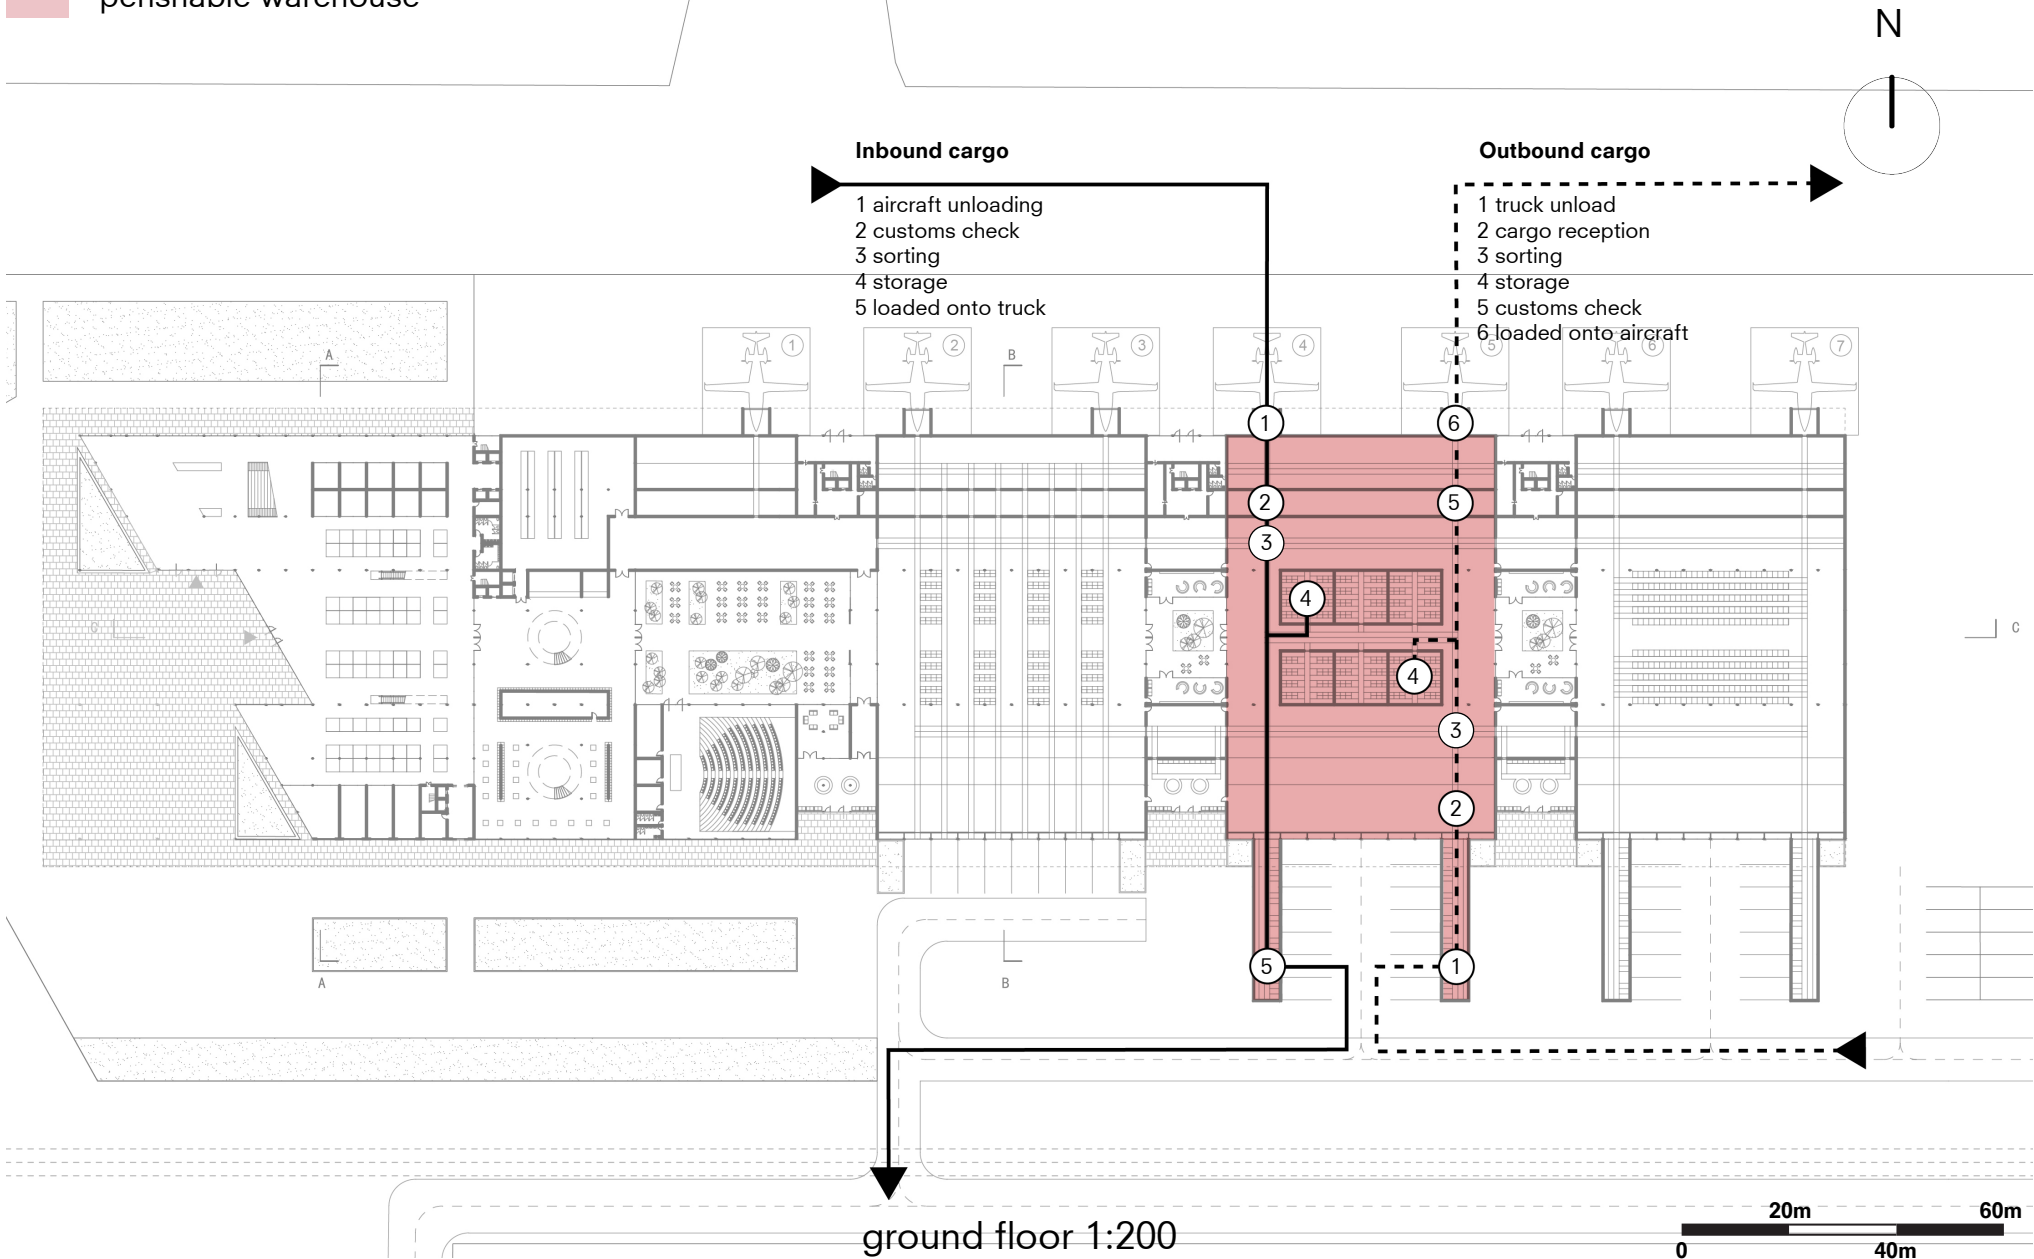 perishable warehouse
N
Inbound cargo
1 aircraft unloading
2 customs check
3 sorting
4 storage
5 loaded onto truck
Outbound cargo
1 truck unload
2 cargo reception
3 sorting
4 storage
5 customs check
6 loaded onto aircraft
1
2
3
4
5
6
7
A
B
1
6
2
5
3
4
4
3
2
C
C
5
1
A
B
ground floor 1:200
20m
60m
0
40m